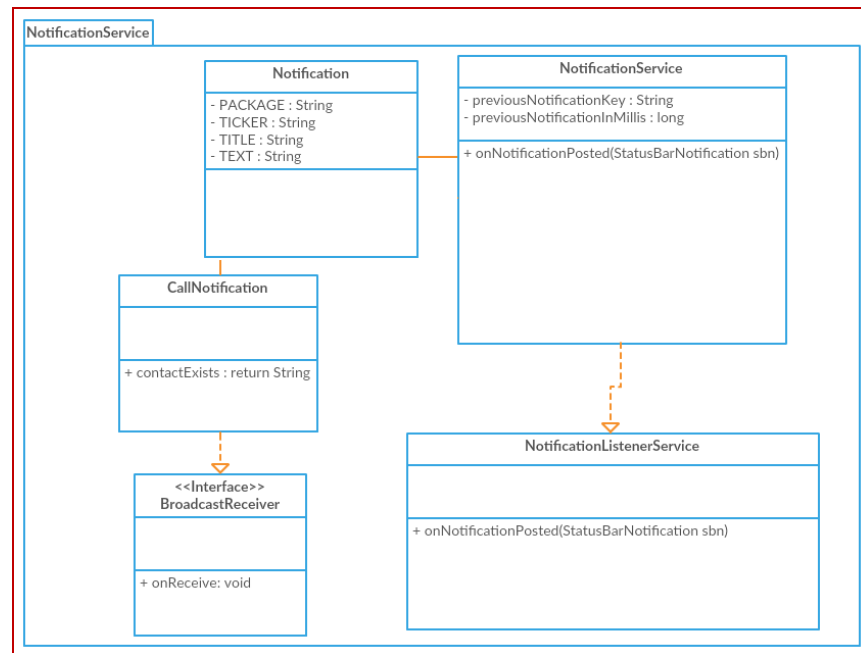 NotificationService
Notification
- PACKAGE : String
- TICKER : String
- TITLE : String
- TEXT : String
NotificationService
- previousNotificationKey : String
- previousNotificationInMillis : long
+ onNotificationPosted(StatusBarNotification sbn)
CallNotification
+ contactExists : return String
<<Interface>>
BroadcastReceiver
+ onReceive: void
NotificationListenerService
+ onNotificationPosted(StatusBarNotification sbn)